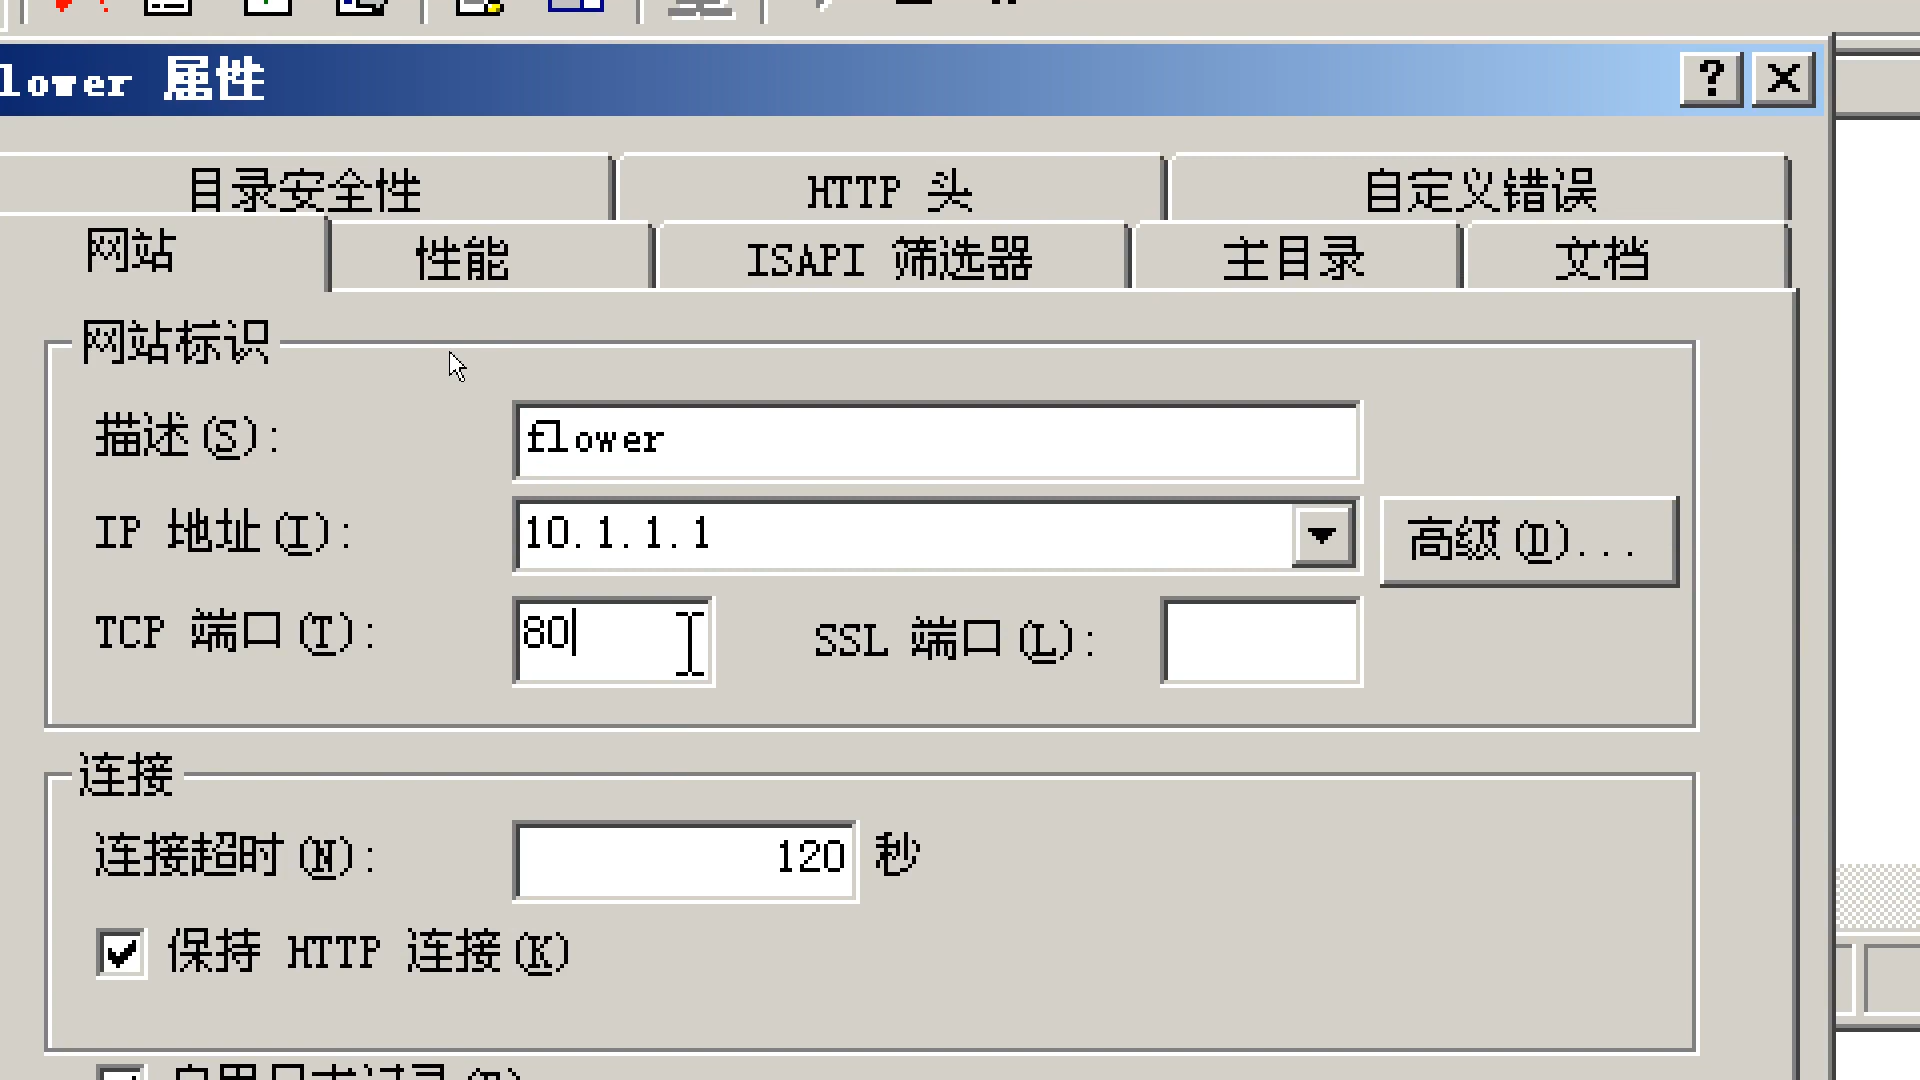 lower 属性
目录安全性 HTTP 头 自定义错误
网站 性能 ISAPI 筛选器 主目录 文档
网站标识
描述(S): flower
IP 地址(I): 10.1.1.1 高级(D)...
TCP 端口(T): 80 SSL 端口(L):
连接
连接超时(N): 120 秒
保持 HTTP 连接(K)